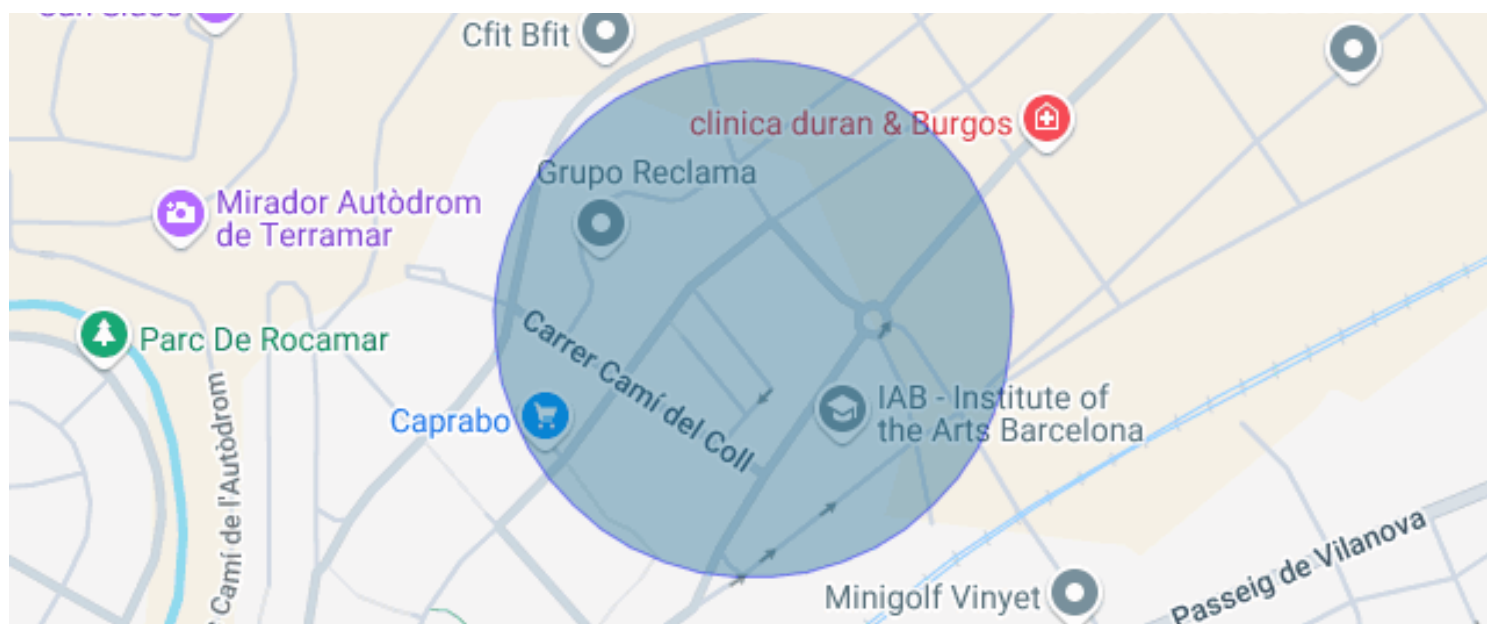 Cfit Bfit
clinica duran & Burgos
Grupo Reclama
Mirador Autòdrom
de Terramar
Parc De Rocamar
Carrer Camí del Coll
Caprabo
IAB - Institute of
the Arts Barcelona
Camí de l'Autòdrom
Passeig de Vilanova
Minigolf Vinyet